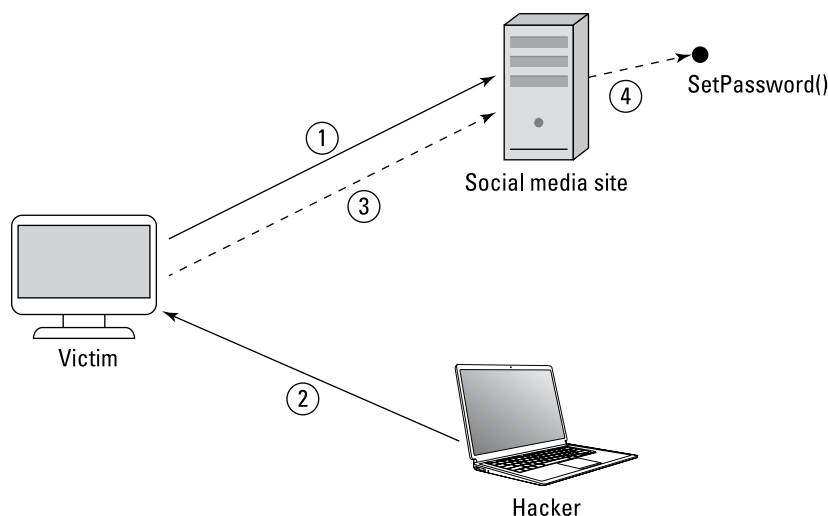 4
SetPassword()
1
Social media site
3
Victim
2
Hacker